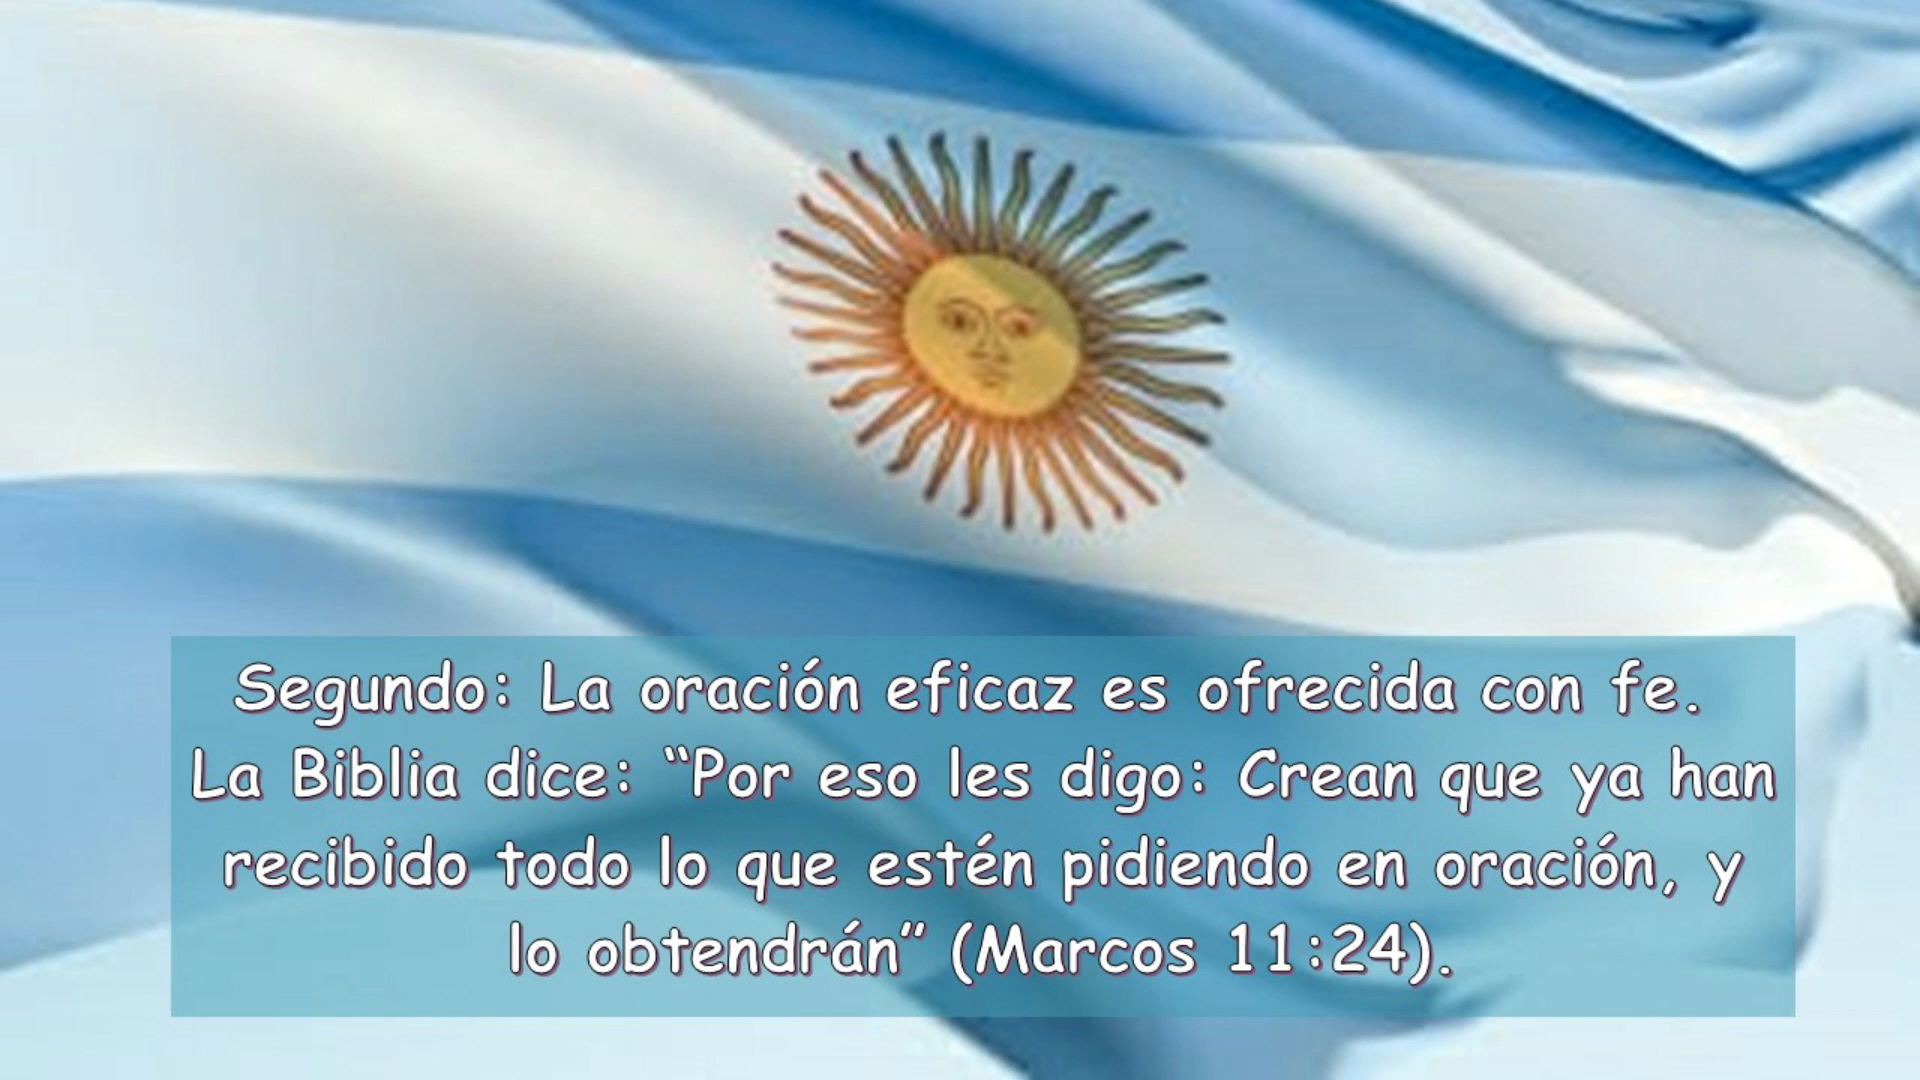 Segundo: La oración eficaz es ofrecida con fe.
La Biblia dice: “Por eso les digo: Crean que ya han
recibido todo lo que estén pidiendo en oración, y
lo obtendrán” (Marcos 11:24).